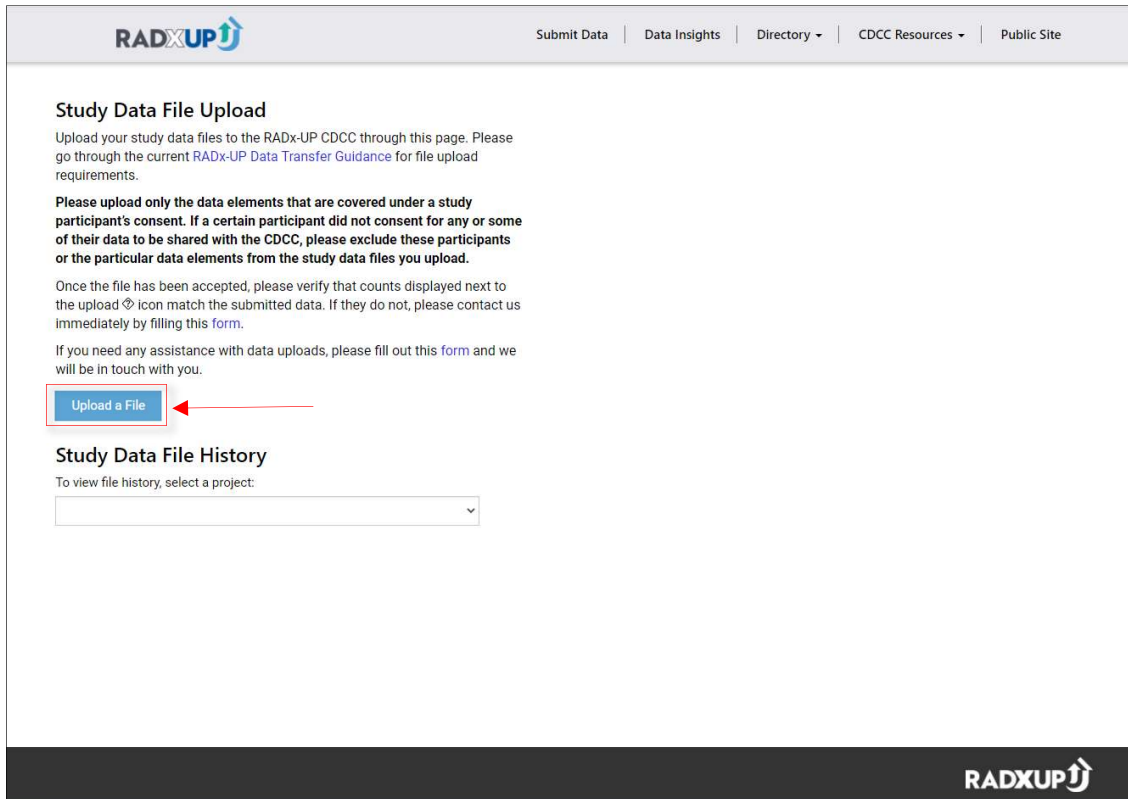 RADXUP
Submit Data
Data Insights
Directory
CDCC Resources
Public Site
Study Data File Upload
Upload your study data files to the RADx-UP CDCC through this page. Please
go through the current RADx-UP Data Transfer Guidance for file upload
requirements.
Please upload only the data elements that are covered under a study
participant's consent. If a certain participant did not consent for any or some
of their data to be shared with the CDCC, please exclude these participants
or the particular data elements from the study data files you upload.
Once the file has been accepted, please verify that counts displayed next to
the upload icon match the submitted data. If they do not, please contact us
immediately by filling this form.
If you need any assistance with data uploads, please fill out this form and we
will be in touch with you.
Upload a File
Study Data File History
To view file history, select a project:
RADXUP